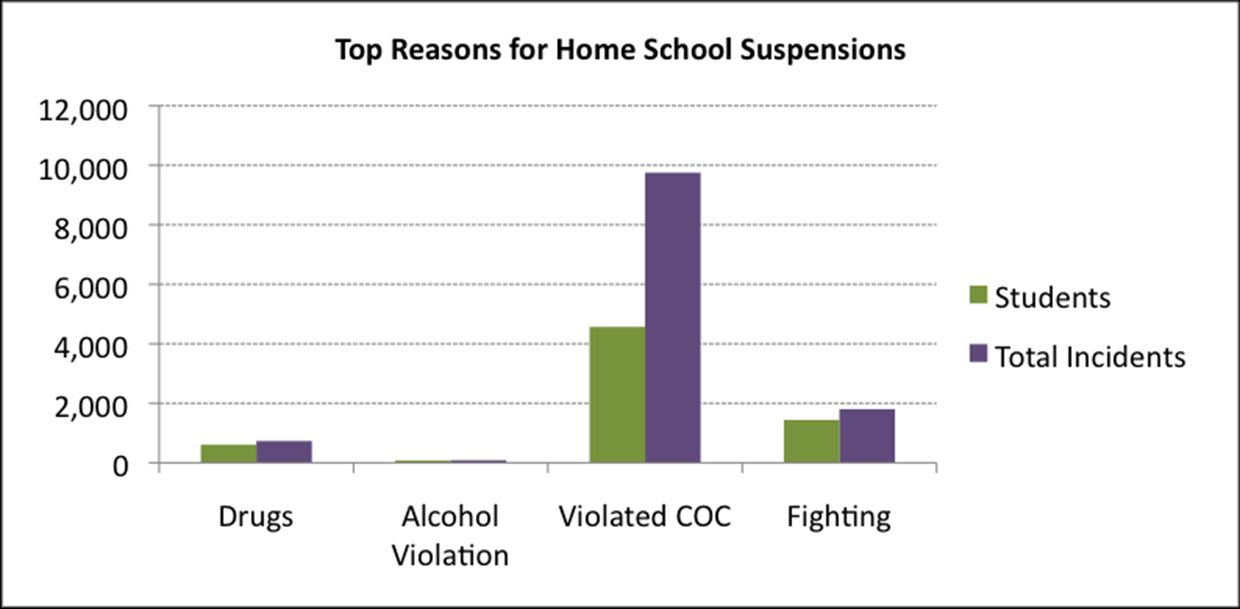 Top Reasons for Home School Suspensions
12,000
10,000
8,000
6,000
4,000
2,000
0
Drugs
Alcohol
Violation
Violated COC
Fighting
Students
Total Incidents